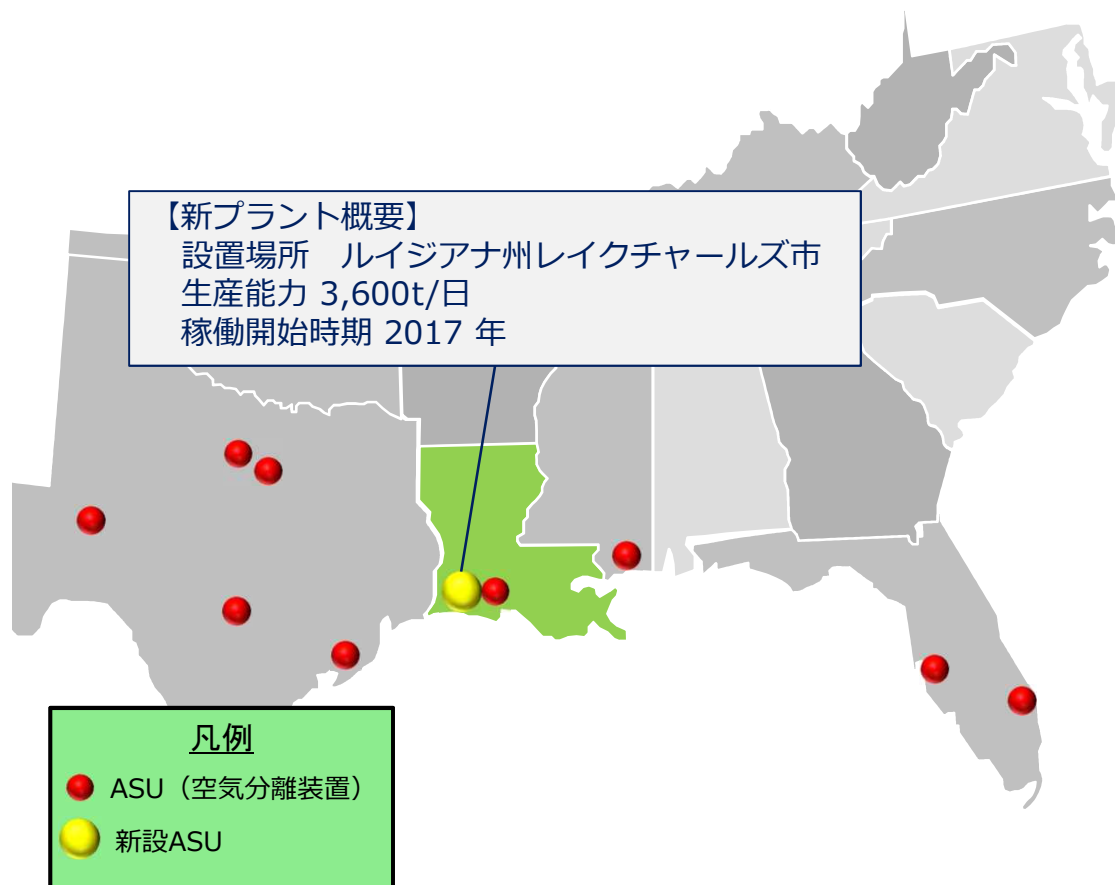 【新プラント概要】
設置場所　ルイジアナ州レイクチャールズ市
生産能力 3,600t/日
稼働開始時期 2017 年
凡例
ASU（空気分離装置）
新設ASU